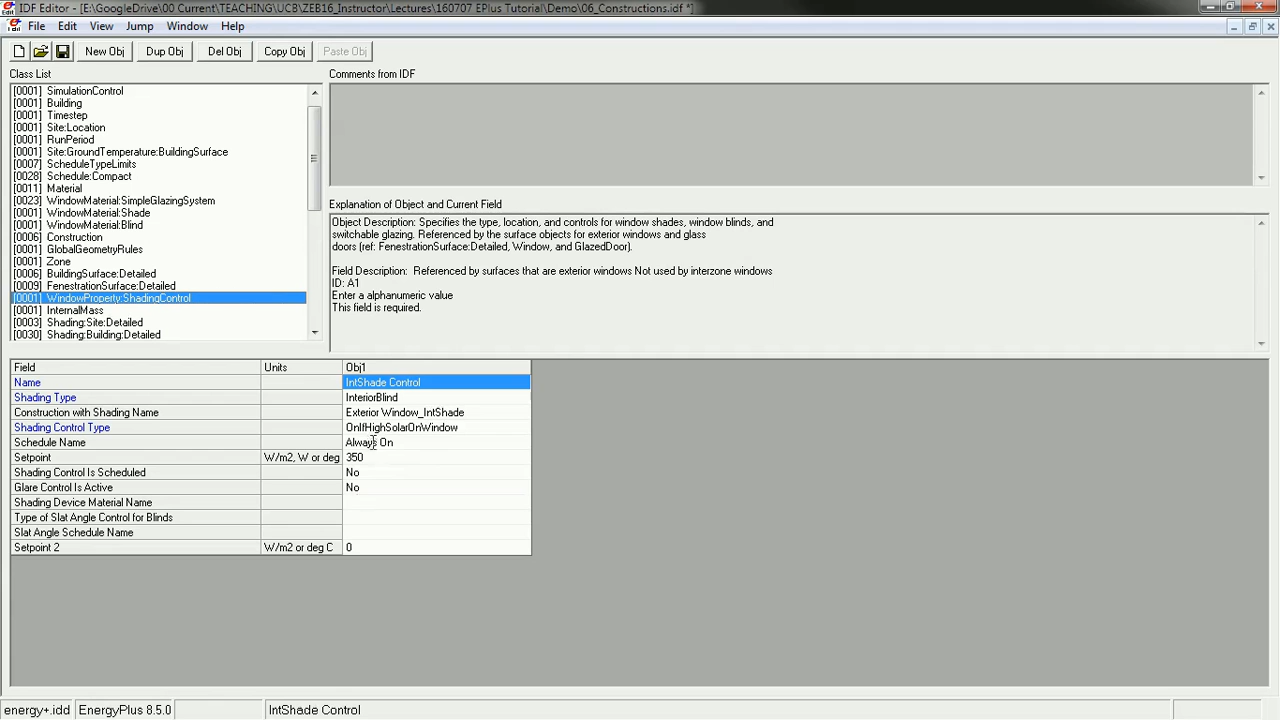 IDF Editor - [E:\GoogleDrive\00 Current\TEACHING\UCB\ZEB16_Instructor\Lectures\160707 EPlus Tutorial\Demo\06_Constructions.idf *]
File Edit View Jump Window Help
New Obj Dup Obj Del Obj Copy Obj Paste Obj
Class List
[0001] SimulationControl
[0001] Building
[0001] Timestep
[0001] Site:Location
[0001] RunPeriod
[0001] Site:GroundTemperature:BuildingSurface
[0007] ScheduleTypeLimits
[0028] Schedule:Compact
[0011] Material
[0023] WindowMaterial:SimpleGlazingSystem
[0001] WindowMaterial:Shade
[0001] WindowMaterial:Blind
[0006] Construction
[0001] GlobalGeometryRules
[0001] Zone
[0006] BuildingSurface:Detailed
[0009] FenestrationSurface:Detailed
[0001] WindowProperty:ShadingControl
[0001] InternalMass
[0003] Shading:Site:Detailed
[0030] Shading:Building:Detailed
Comments from IDF
Explanation of Object and Current Field
Object Description: Specifies the type, location, and controls for window shades, window blinds, and
switchable glazing. Referenced by the surface objects for exterior windows and glass
doors (ref: FenestrationSurface:Detailed, Window, and GlazedDoor).
Field Description: Referenced by surfaces that are exterior windows Not used by interzone windows
ID: A1
Enter a alphanumeric value
This field is required.
Field Units Obj1
Name IntShade Control
Shading Type InteriorBlind
Construction with Shading Name Exterior Window_IntShade
Shading Control Type OnIfHighSolarOnWindow
Schedule Name Always On
Setpoint W/m2, W or deg 350
Shading Control Is Scheduled No
Glare Control Is Active No
Shading Device Material Name
Type of Slat Angle Control for Blinds
Slat Angle Schedule Name
Setpoint 2 W/m2 or deg C 0
energy+.idd EnergyPlus 8.5.0 IntShade Control